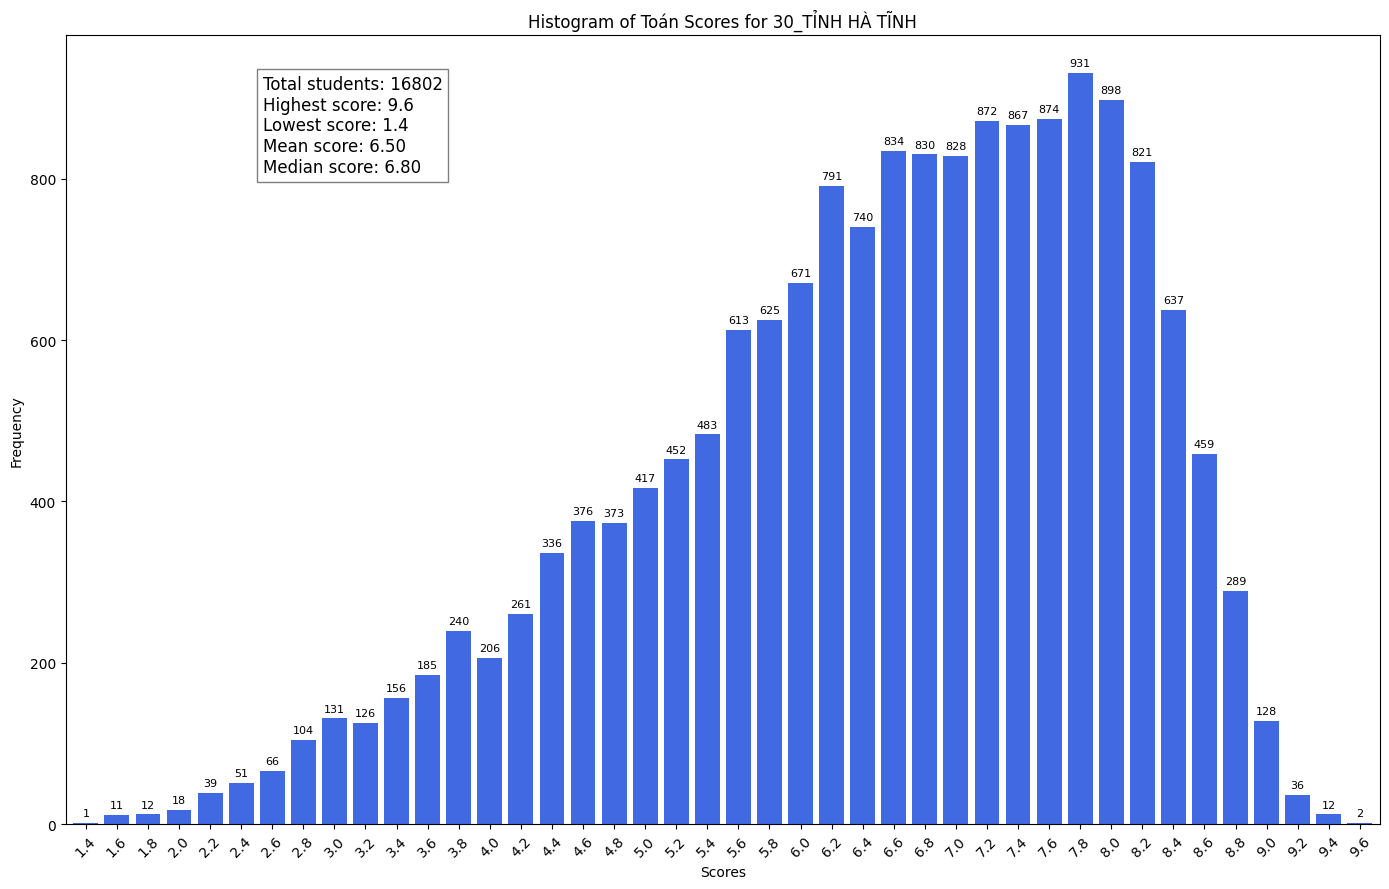 Histogram of Toán Scores for 30_TỈNH HÀ TĨNH
Total students: 16802
Highest score: 9.6
Lowest score: 1.4
Mean score: 6.50
Median score: 6.80
Frequency
800
600
400
200
0
1 11 12 18 39 51 66 104 131 126 156 185 240 206 261 336 376 373 417 452 483 613 625 671 791 740 834 830 828 872 867 874 931 898 821 637 459 289 128 36 12 2
1.4 1.6 1.8 2.0 2.2 2.4 2.6 2.8 3.0 3.2 3.4 3.6 3.8 4.0 4.2 4.4 4.6 4.8 5.0 5.2 5.4 5.6 5.8 6.0 6.2 6.4 6.6 6.8 7.0 7.2 7.4 7.6 7.8 8.0 8.2 8.4 8.6 8.8 9.0 9.2 9.4 9.6
Scores